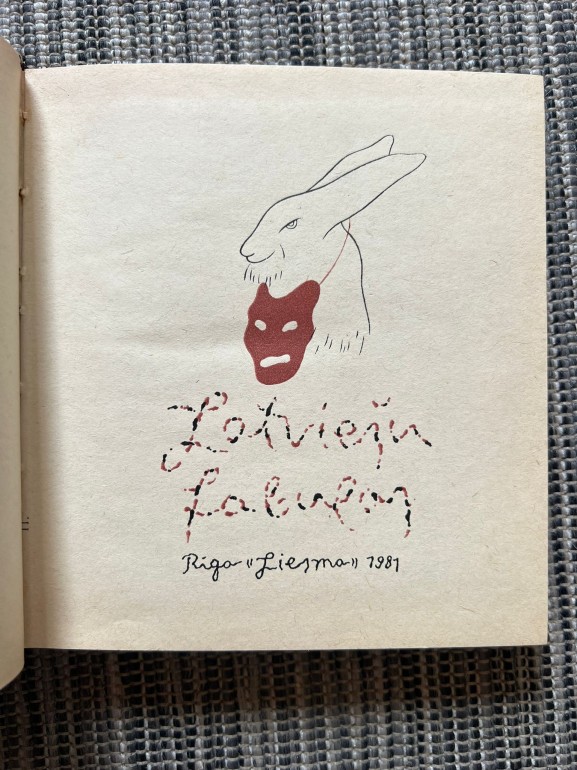 Latviešu
fabulas
Rīga «Liesma» 1981